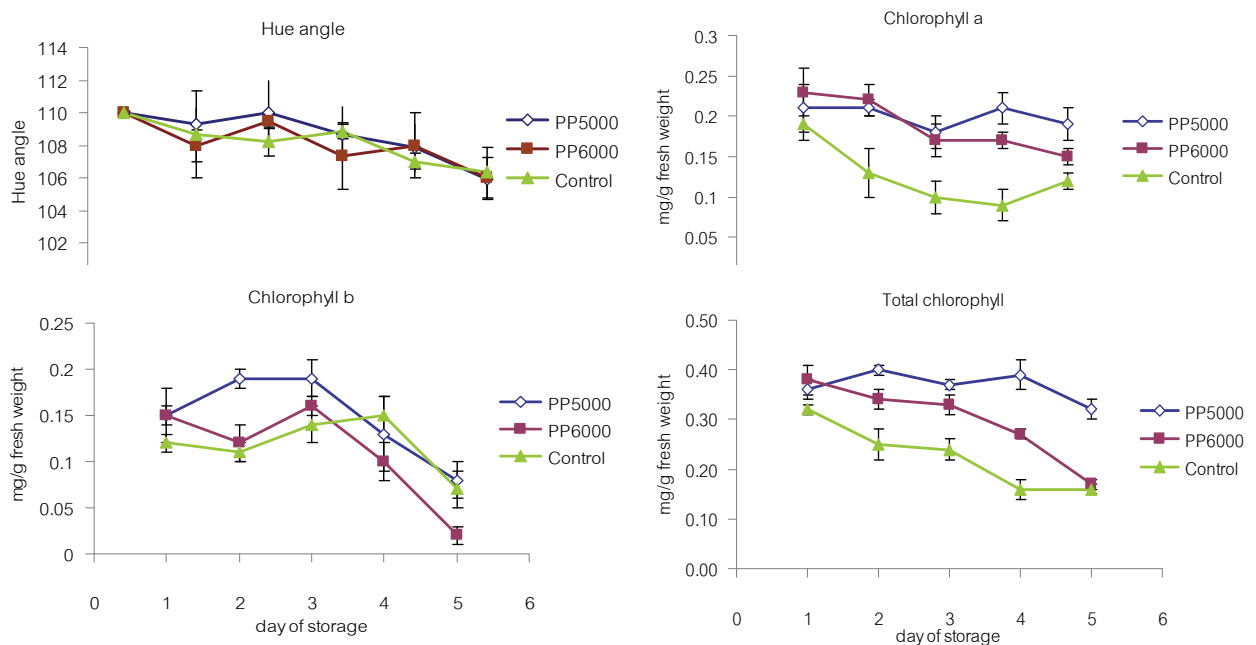 Hue angle
114
112
110
108
106
104
102
Hue angle
PP5000
PP6000
Control
Chlorophyll a
0.3
0.25
0.2
0.15
0.1
0.05
mg/g fresh weight
PP5000
PP6000
Control
Chlorophyll b
0.25
0.2
0.15
0.1
0.05
0
mg/g fresh weight
PP5000
PP6000
Control
0 1 2 3 4 5 6
day of storage
Total chlorophyll
0.50
0.40
0.30
0.20
0.10
0.00
mg/g fresh weight
PP5000
PP6000
Control
0 1 2 3 4 5 6
day of storage